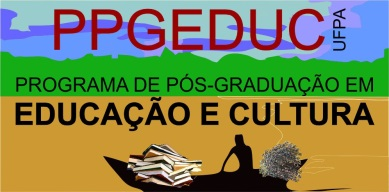 PPGEDUC UFPA
PROGRAMA DE PÓS-GRADUAÇÃO EM
EDUCAÇÃO E CULTURA